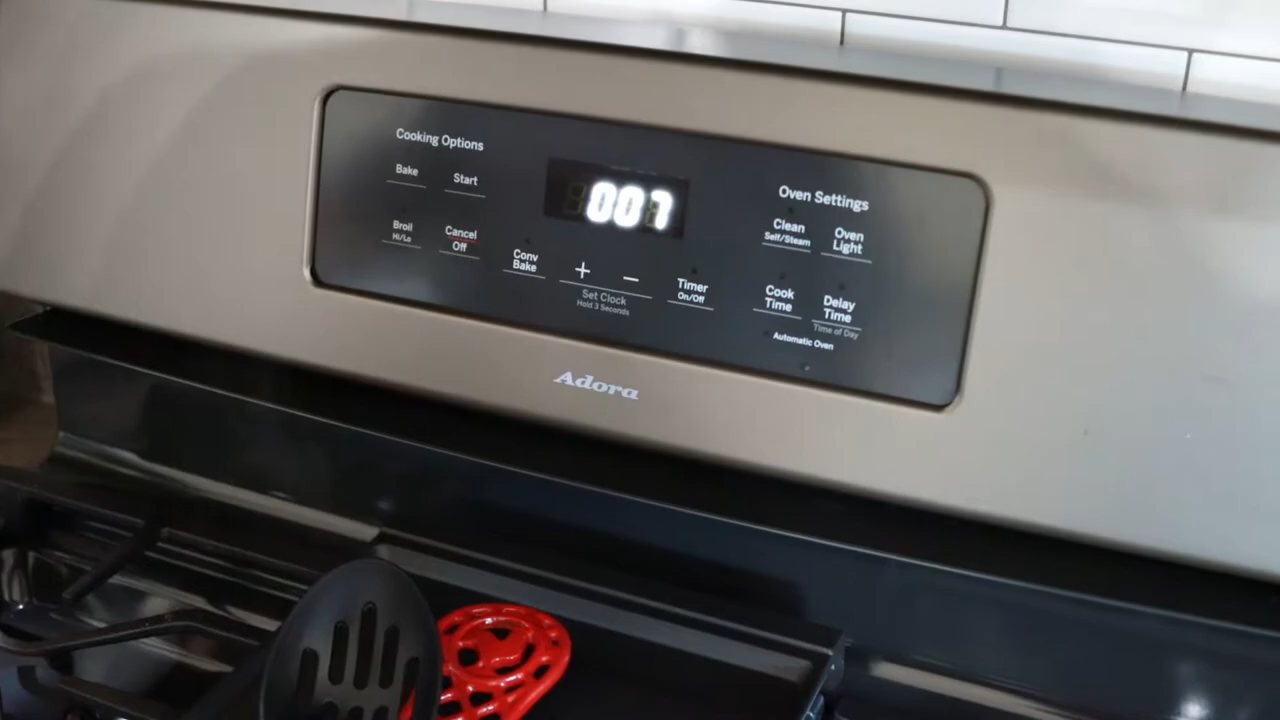 Cooking Options
Bake
Start
Broil
Hi/Lo
Cancel
Off
Conv
Bake
007
+ −
Set Clock
Hold 3 Seconds
Timer
On/Off
Oven Settings
Clean
Self/Steam
Oven
Light
Cook
Time
Delay
Time
Time of Day
Automatic Oven
Adora